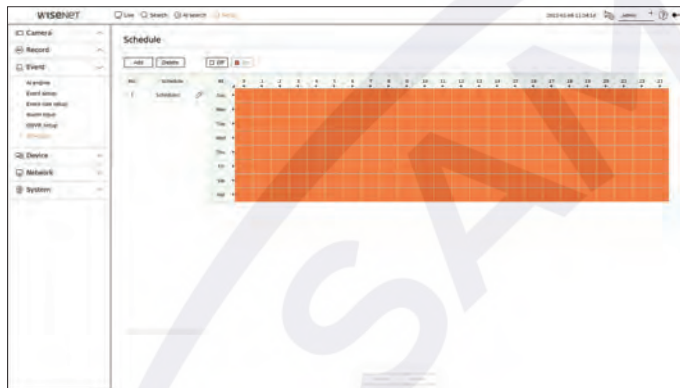 WISENET
Live Search AI search Setup
admin
Camera
Record
Event
AI engine
Event setup
Event rule setup
Alarm input
Schedule
Device
Network
System
Schedule
Add Delete Off On
No. Schedule All 0 1 2 3 4 5 6 7 8 9 10 11 12 13 14 15 16 17 18 19 20 21 22 23
1 Schedule1
Sun
Mon
Tue
Wed
Thu
Fri
Sat
Hol
SAM